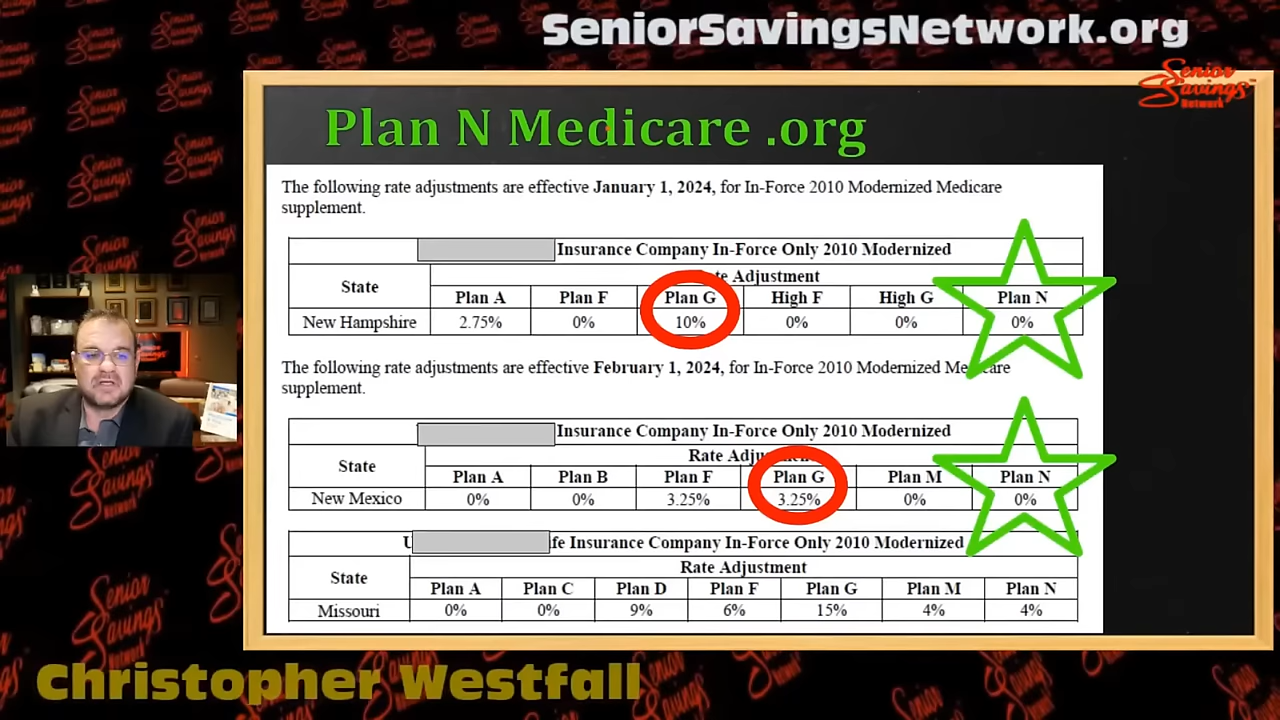 SeniorSavingsNetwork.org
Senior
Savings
Network
Plan N Medicare .org
The following rate adjustments are effective January 1, 2024, for In-Force 2010 Modernized Medicare
supplement.
Insurance Company In-Force Only 2010 Modernized
State
te Adjustment
Plan A Plan F Plan G High F High G Plan N
New Hampshire 2.75% 0% 10% 0% 0% 0%
The following rate adjustments are effective February 1, 2024, for In-Force 2010 Modernized Me are
supplement.
Insurance Company In-Force Only 2010 Modernized
State
Rate Adju
Plan A Plan B Plan F Plan G Plan M Plan N
New Mexico 0% 0% 3.25% 3.25% 0% 0%
U fe Insurance Company In-Force Only 2010 Modernized
State
Rate Adjustment
Plan A Plan C Plan D Plan F Plan G Plan M Plan N
Missouri 0% 0% 9% 6% 15% 4% 4%
Christopher Westfall